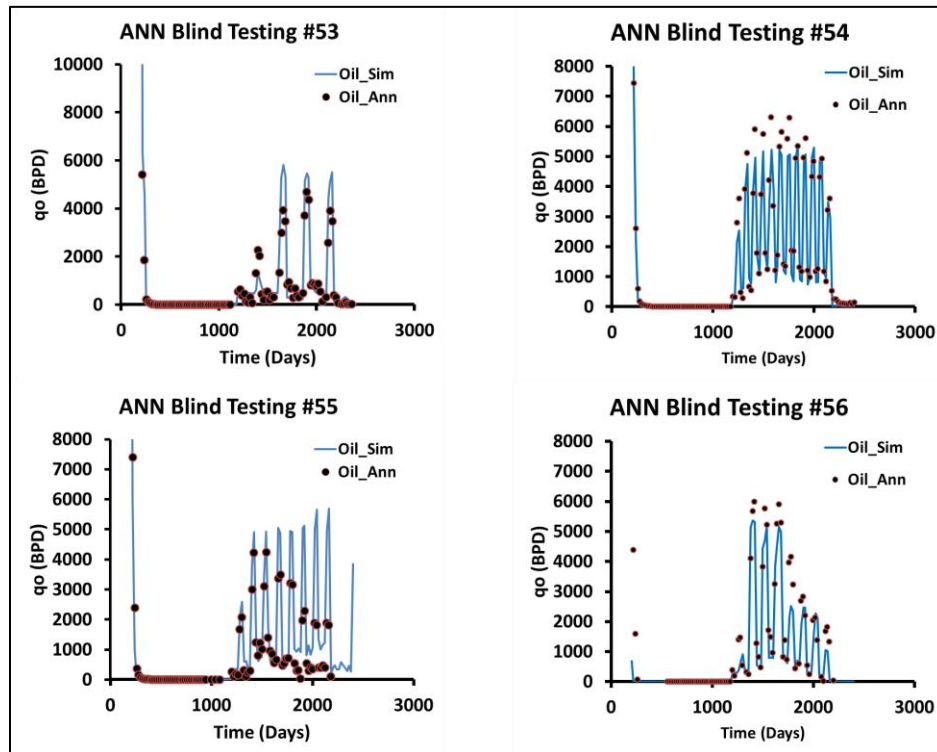 ANN Blind Testing #53
10000
8000
6000
4000
2000
0
qo (BPD)
Oil_Sim
Oil_Ann
0 1000 2000 3000
Time (Days)
ANN Blind Testing #54
8000
7000
6000
5000
4000
3000
2000
1000
0
qo (BPD)
Oil_Sim
Oil_Ann
0 1000 2000 3000
Time (Days)
ANN Blind Testing #55
8000
7000
6000
5000
4000
3000
2000
1000
0
qo (BPD)
Oil_Sim
Oil_Ann
0 1000 2000 3000
Time (Days)
ANN Blind Testing #56
8000
7000
6000
5000
4000
3000
2000
1000
0
qo (BPD)
Oil_Sim
Oil_Ann
0 1000 2000 3000
Time (Days)